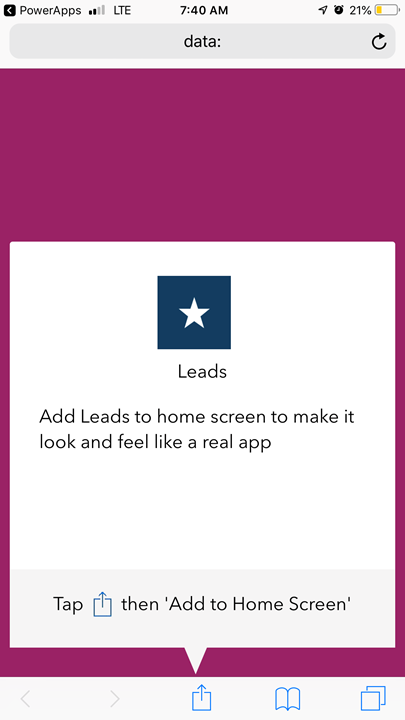 PowerApps LTE 7:40 AM 21%
data:
Leads
Add Leads to home screen to make it
look and feel like a real app
Tap then 'Add to Home Screen'